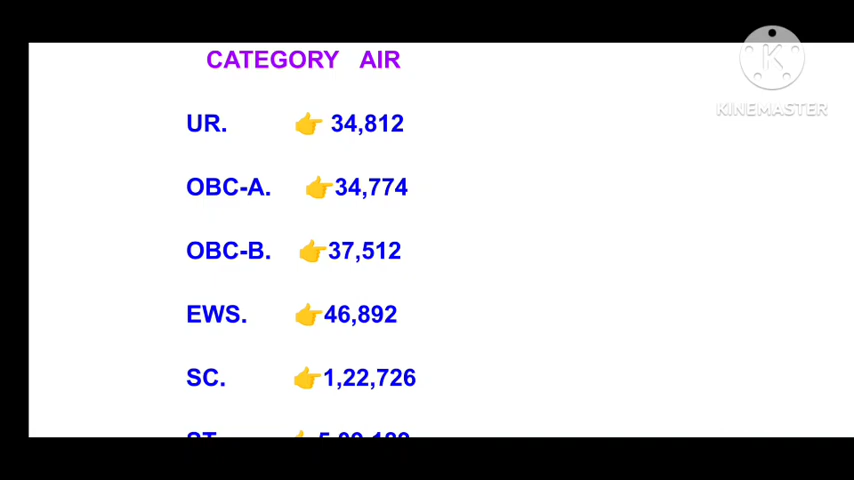 CATEGORY AIR
KINEMASTER
UR. 👉 34,812
OBC-A. 👉34,774
OBC-B. 👉37,512
EWS. 👉46,892
SC. 👉1,22,726
ST